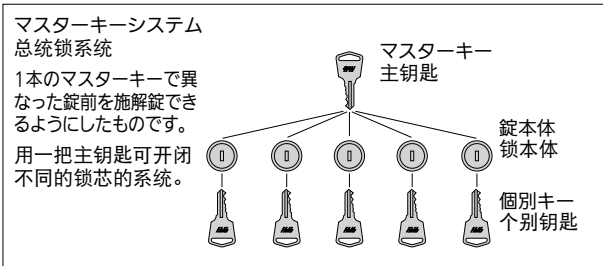 マスターキーシステム
总统锁系统
1本のマスターキーで異
なった錠前を施解錠でき
るようにしたものです。
用一把主钥匙可开闭
不同的锁芯的系统。
マスターキー
主钥匙
錠本体
锁本体
個別キー
个别钥匙